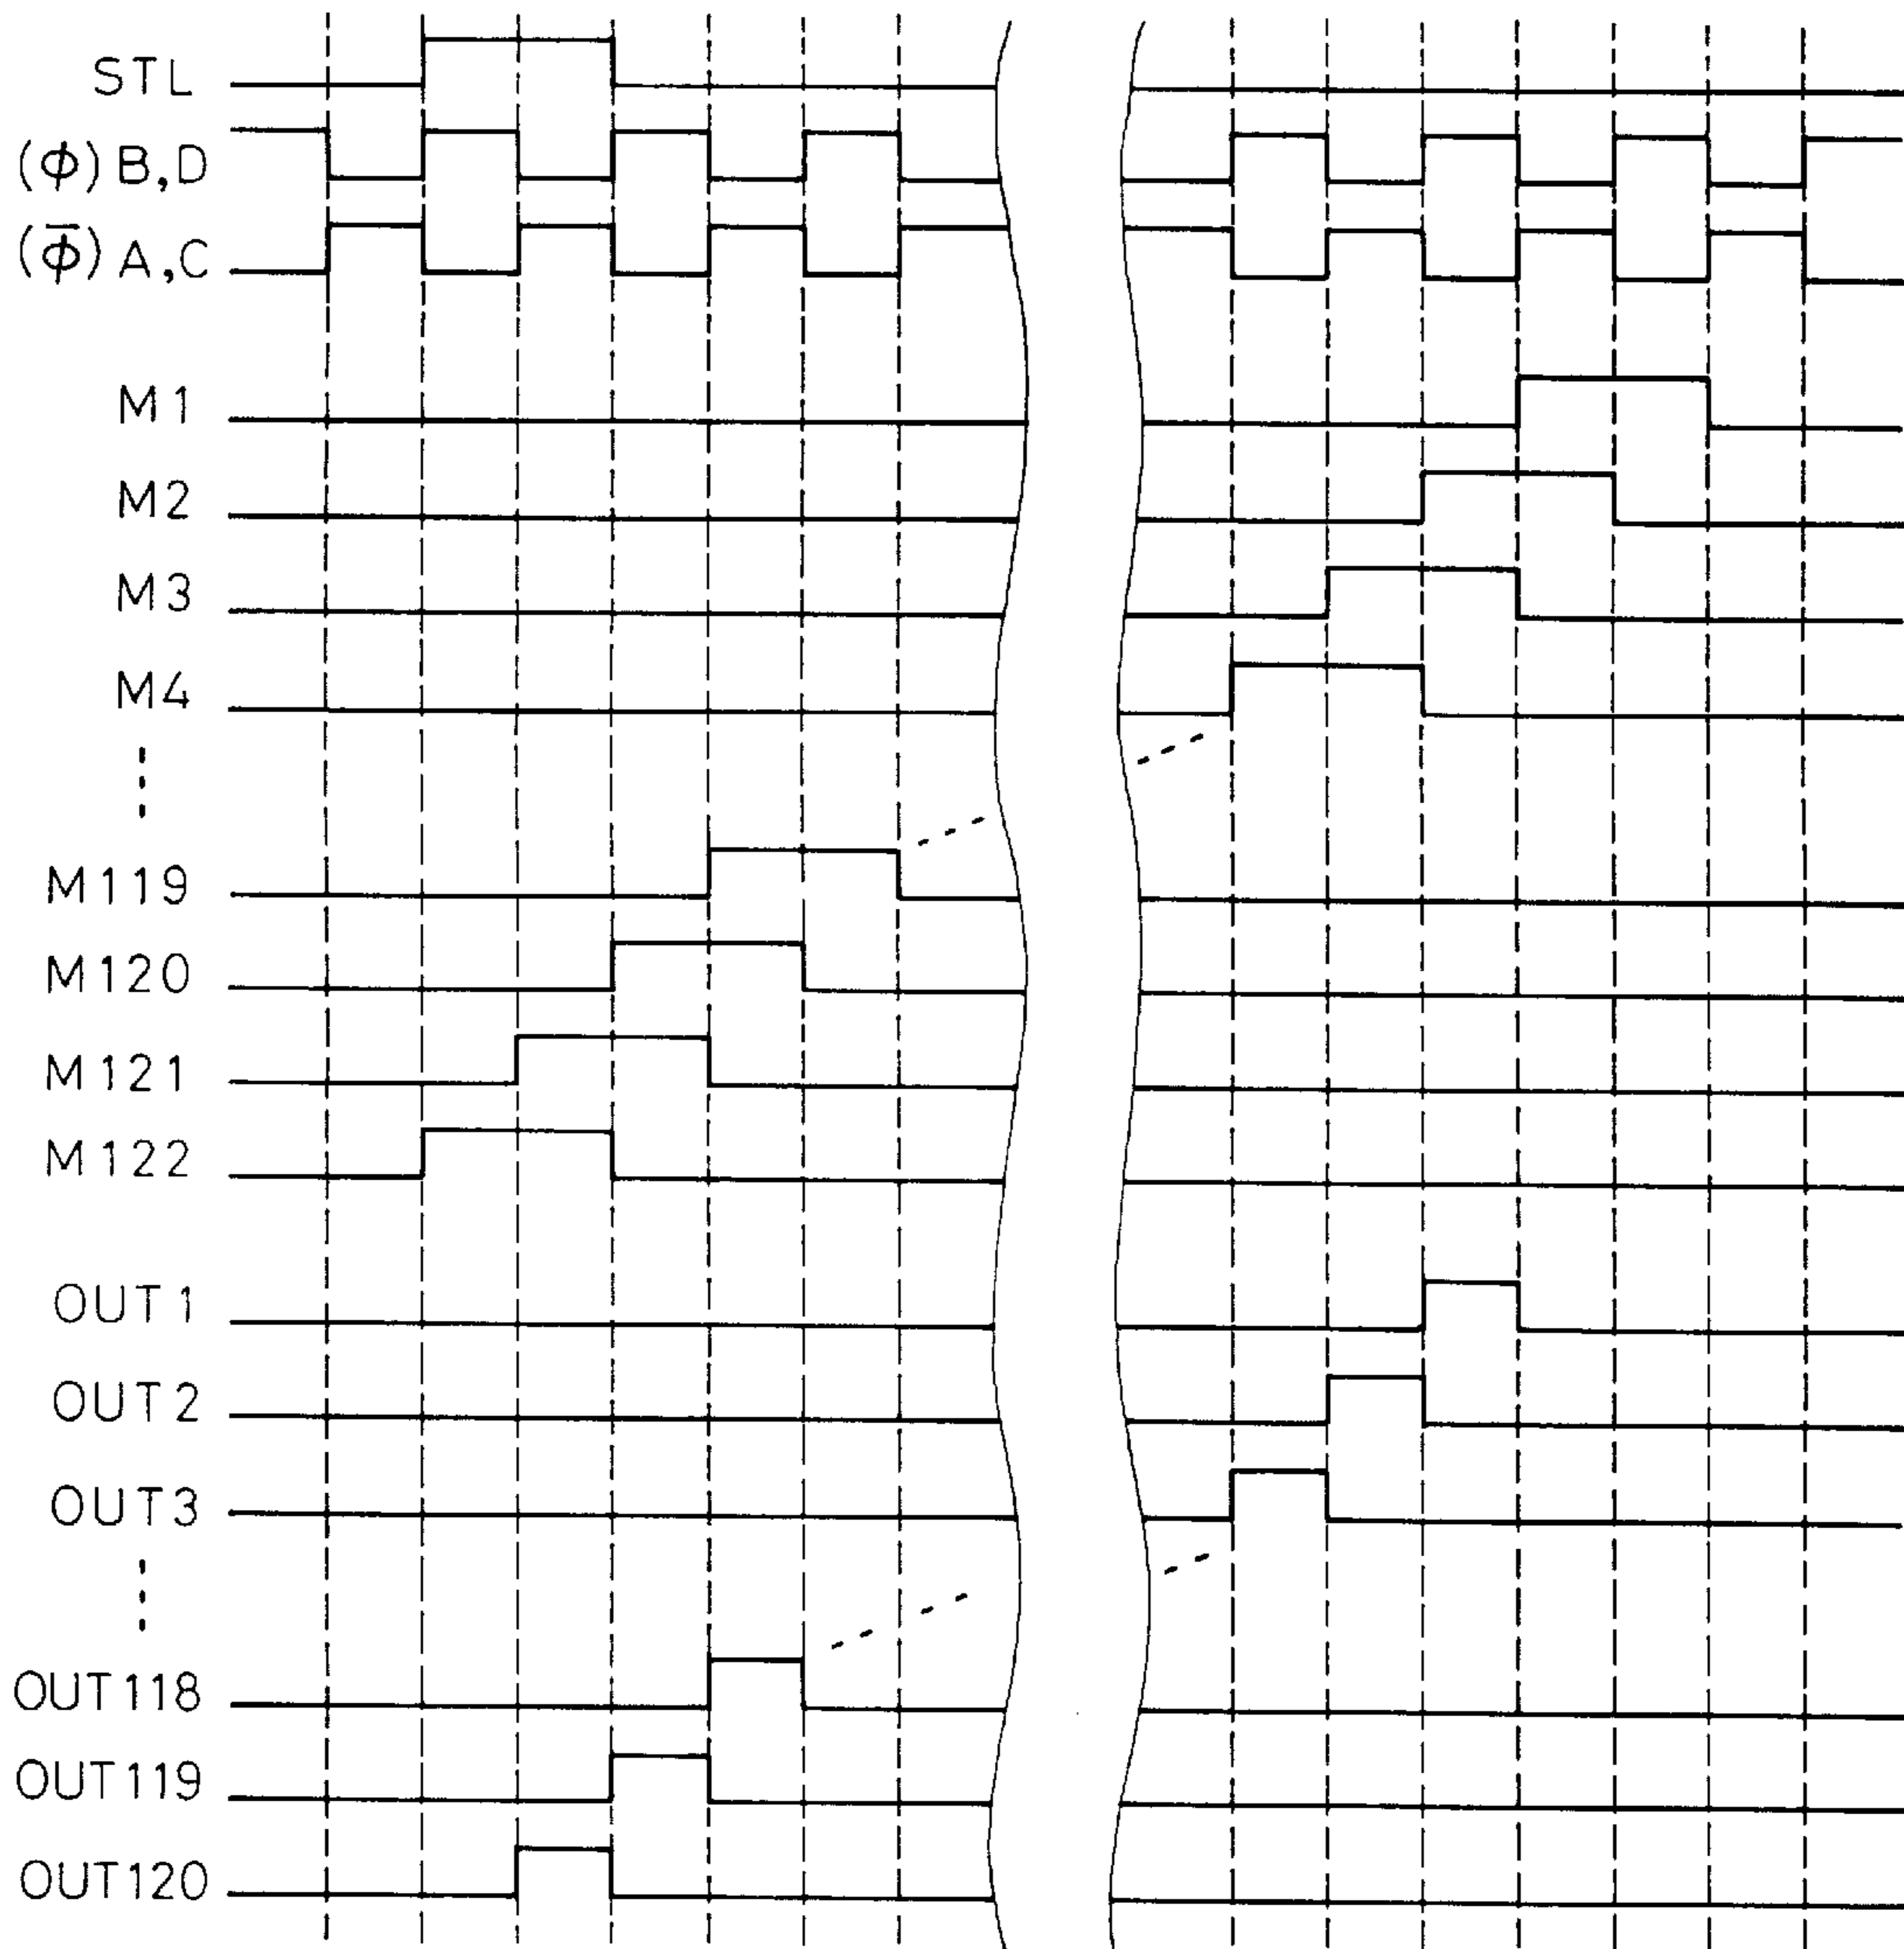 STL
(ϕ) B,D
(ϕ̄) A,C
M1
M2
M3
M4
M119
M120
M121
M122
OUT1
OUT2
OUT3
OUT118
OUT119
OUT120